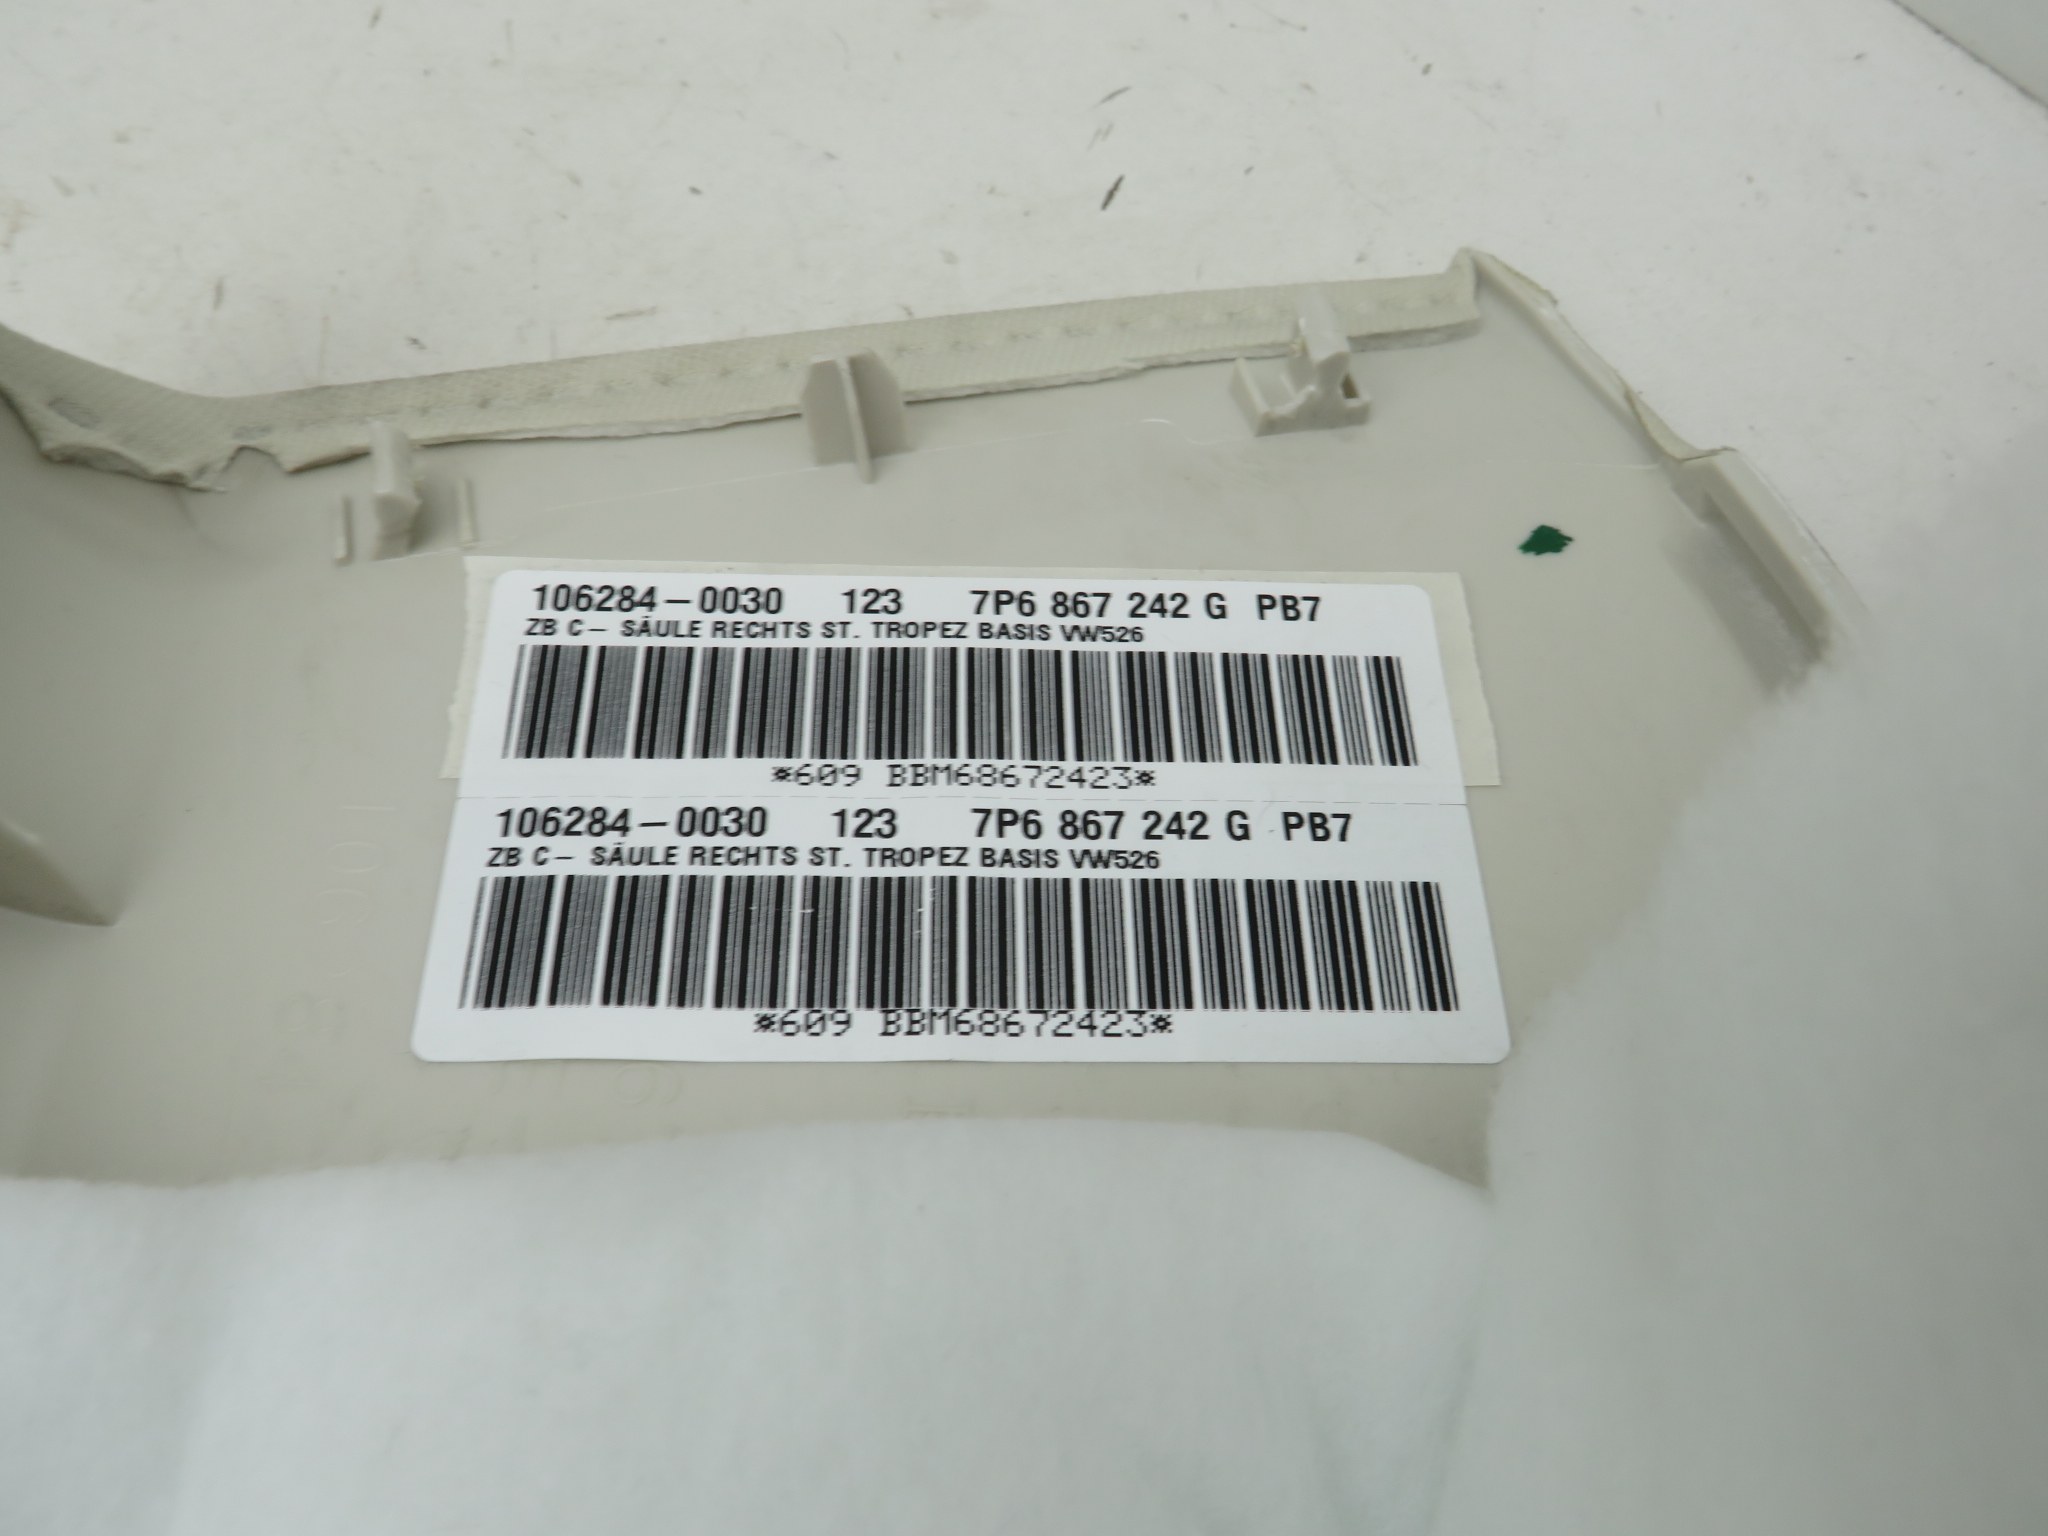 106284-0030 123 7P6 867 242 G PB7
ZB C- SÄULE RECHTS ST. TROPEZ BASIS VW526
*609 BBM68672423*
106284-0030 123 7P6 867 242 G PB7
ZB C- SÄULE RECHTS ST. TROPEZ BASIS VW526
*609 BBM68672423*